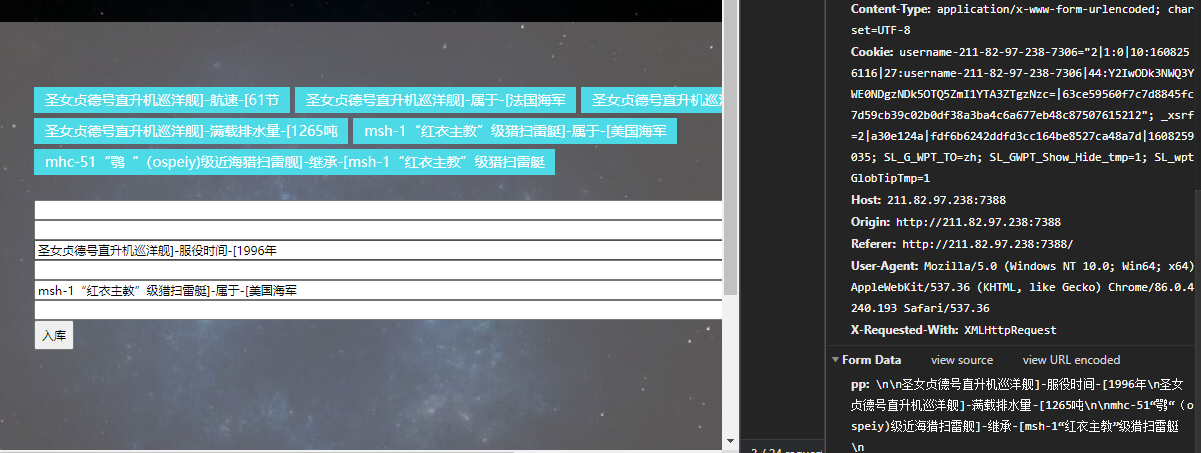 圣女贞德号直升机巡洋舰]-航速-[61节
圣女贞德号直升机巡洋舰]-属于-[法国海军
圣女贞德号直升机巡洋
圣女贞德号直升机巡洋舰]-满载排水量-[1265吨
msh-1“红衣主教”级猎扫雷艇]-属于-[美国海军
mhc-51“鹗“（ospeiy)级近海猎扫雷舰]-继承-[msh-1“红衣主教”级猎扫雷艇
圣女贞德号直升机巡洋舰]-服役时间-[1996年
msh-1“红衣主教”级猎扫雷艇]-属于-[美国海军
入库
Content-Type: application/x-www-form-urlencoded; char
set=UTF-8
Cookie: username-211-82-97-238-7306="2|1:0|10:160825
6116|27:username-211-82-97-238-7306|44:Y2IwODk3NWQ3Y
WE0NDgzNDk5OTQ5ZmI1YTA3ZTgzNzc=|63ce59560f7c7d8845fc
7d59cb39c02b0df38a3ba4c6a677eb48c87507615212"; _xsrf
=2|a30e124a|fdf6b6242ddfd3cc164be8527ca48a7d|1608259
035; SL_G_WPT_TO=zh; SL_GWPT_Show_Hide_tmp=1; SL_wpt
GlobTipTmp=1
Host: 211.82.97.238:7388
Origin: http://211.82.97.238:7388
Referer: http://211.82.97.238:7388/
User-Agent: Mozilla/5.0 (Windows NT 10.0; Win64; x64)
AppleWebKit/537.36 (KHTML, like Gecko) Chrome/86.0.4
240.193 Safari/537.36
X-Requested-With: XMLHttpRequest
Form Data view source view URL encoded
pp: \n\n圣女贞德号直升机巡洋舰]-服役时间-[1996年\n圣女
贞德号直升机巡洋舰]-满载排水量-[1265吨\n\nmhc-51“鹗“（o
speiy)级近海猎扫雷舰]-继承-[msh-1“红衣主教”级猎扫雷艇
\n